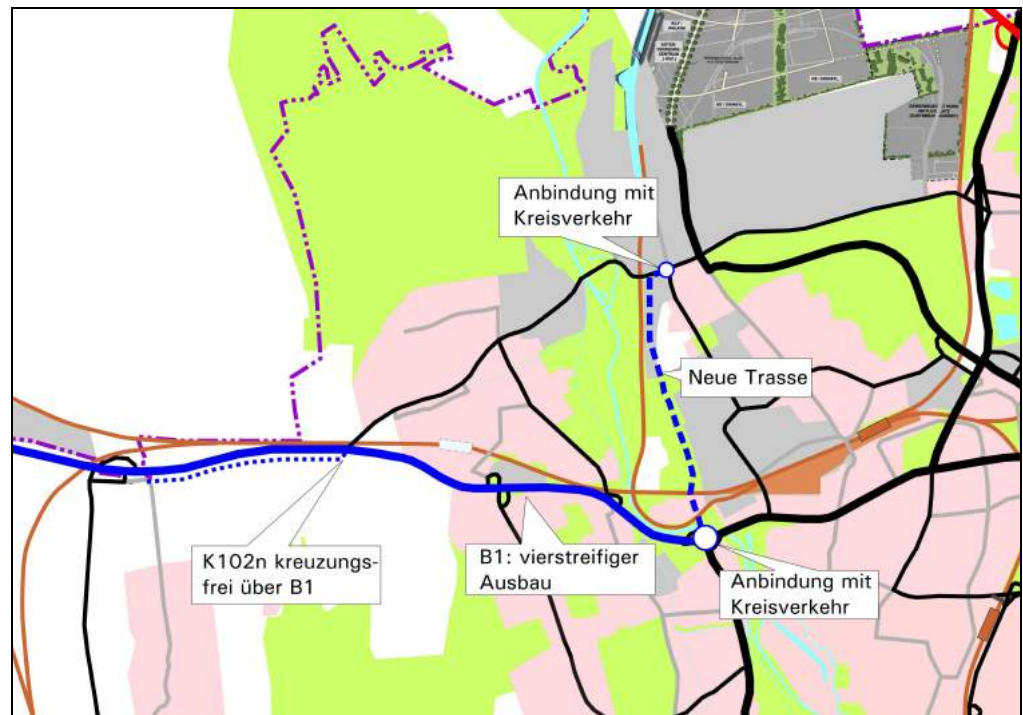 Anbindung mit
Kreisverkehr
Neue Trasse
K102n kreuzungs-
frei über B1
B1: vierstreifiger
Ausbau
Anbindung mit
Kreisverkehr